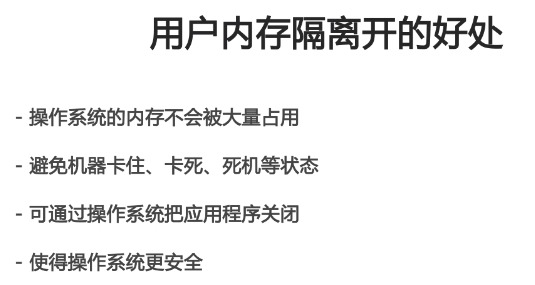 用户内存隔离开的好处
- 操作系统的内存不会被大量占用
- 避免机器卡住、卡死、死机等状态
- 可通过操作系统把应用程序关闭
- 使得操作系统更安全